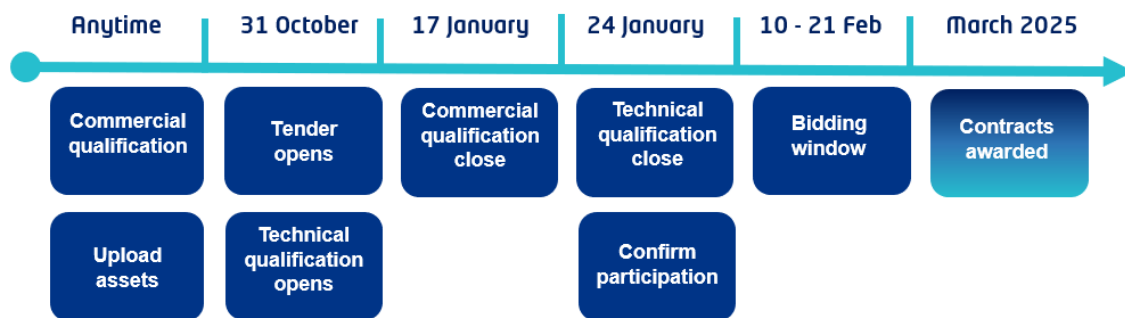 Anytime
31 October
17 January
24 January
10 - 21 Feb
March 2025
Commercial
qualification
Tender
opens
Commercial
qualification
close
Technical
qualification
close
Bidding
window
Contracts
awarded
Upload
assets
Technical
qualification
opens
Confirm
participation